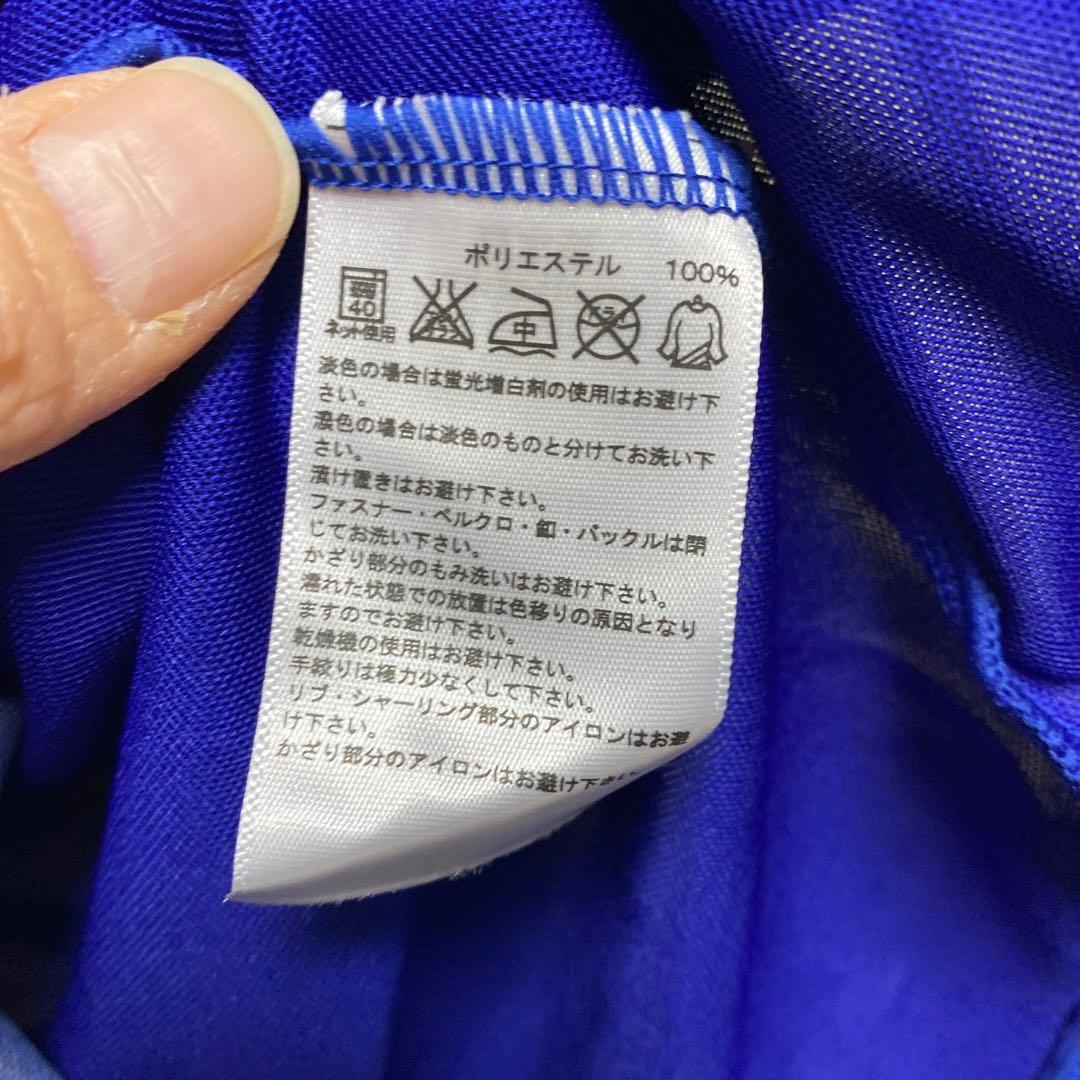 ポリエステル 100%
40
ネット使用
中
淡色の場合は蛍光増白剤の使用はお避け下
さい。
濃色の場合は淡色のものと分けてお洗い下
さい。
漬け置きはお避け下さい。
ファスナー・ベルクロ・釦・バックルは閉
じてお洗い下さい。
かざり部分のもみ洗いはお避け下さい。
濡れた状態での放置は色移りの原因となり
ますのでお避け下さい。
乾燥機の使用はお避け下さい。
手絞りは極力少なくして下さい。
リブ・シャーリング部分のアイロンはお避
け下さい。
かざり部分のアイロンはお避け下さい